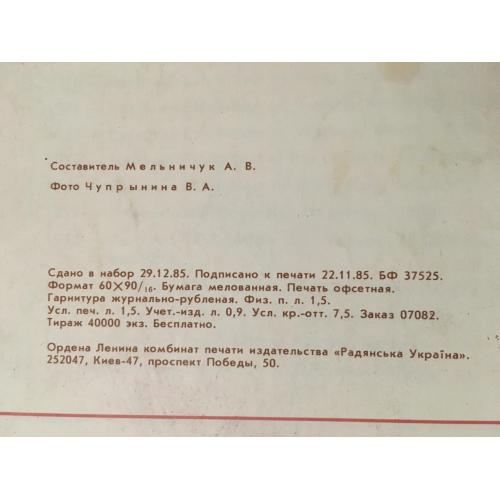 Составитель Мельничук А. В.
Фото Чупрынина В. А.
Сдано в набор 29.12.85. Подписано к печати 22.11.85. БФ 37525.
Формат 60×90/16. Бумага мелованная. Печать офсетная.
Гарнитура журнально-рубленая. Физ. п. л. 1,5.
Усл. печ. л. 1,5. Учет.-изд. л. 0,9. Усл. кр.-отт. 7,5. Заказ 07082.
Тираж 40000 экз. Бесплатно.
Ордена Ленина комбинат печати издательства «Радянська Україна».
252047, Киев-47, проспект Победы, 50.